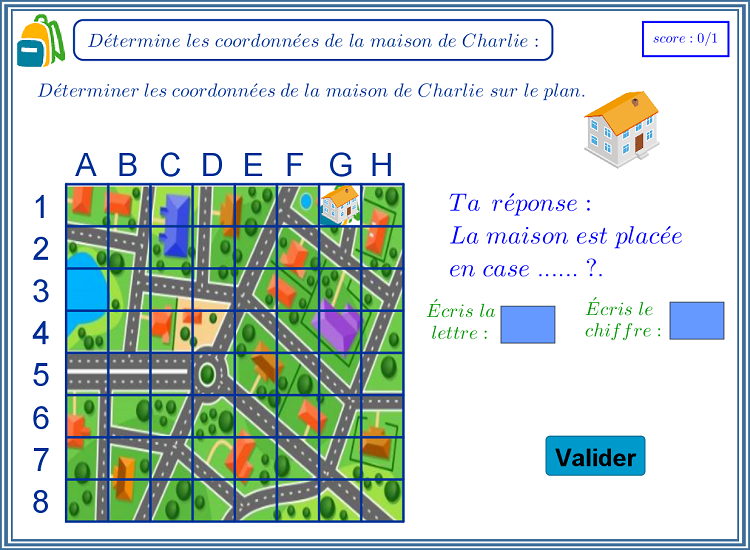 Détermine les coordonnées de la maison de Charlie :
score : 0/1
Déterminer les coordonnées de la maison de Charlie sur le plan.
A B C D E F G H
1
2
3
4
5
6
7
8
Ta réponse :
La maison est placée
en case ...... ?.
Écris la
lettre :
Écris le
chiffre :
Valider